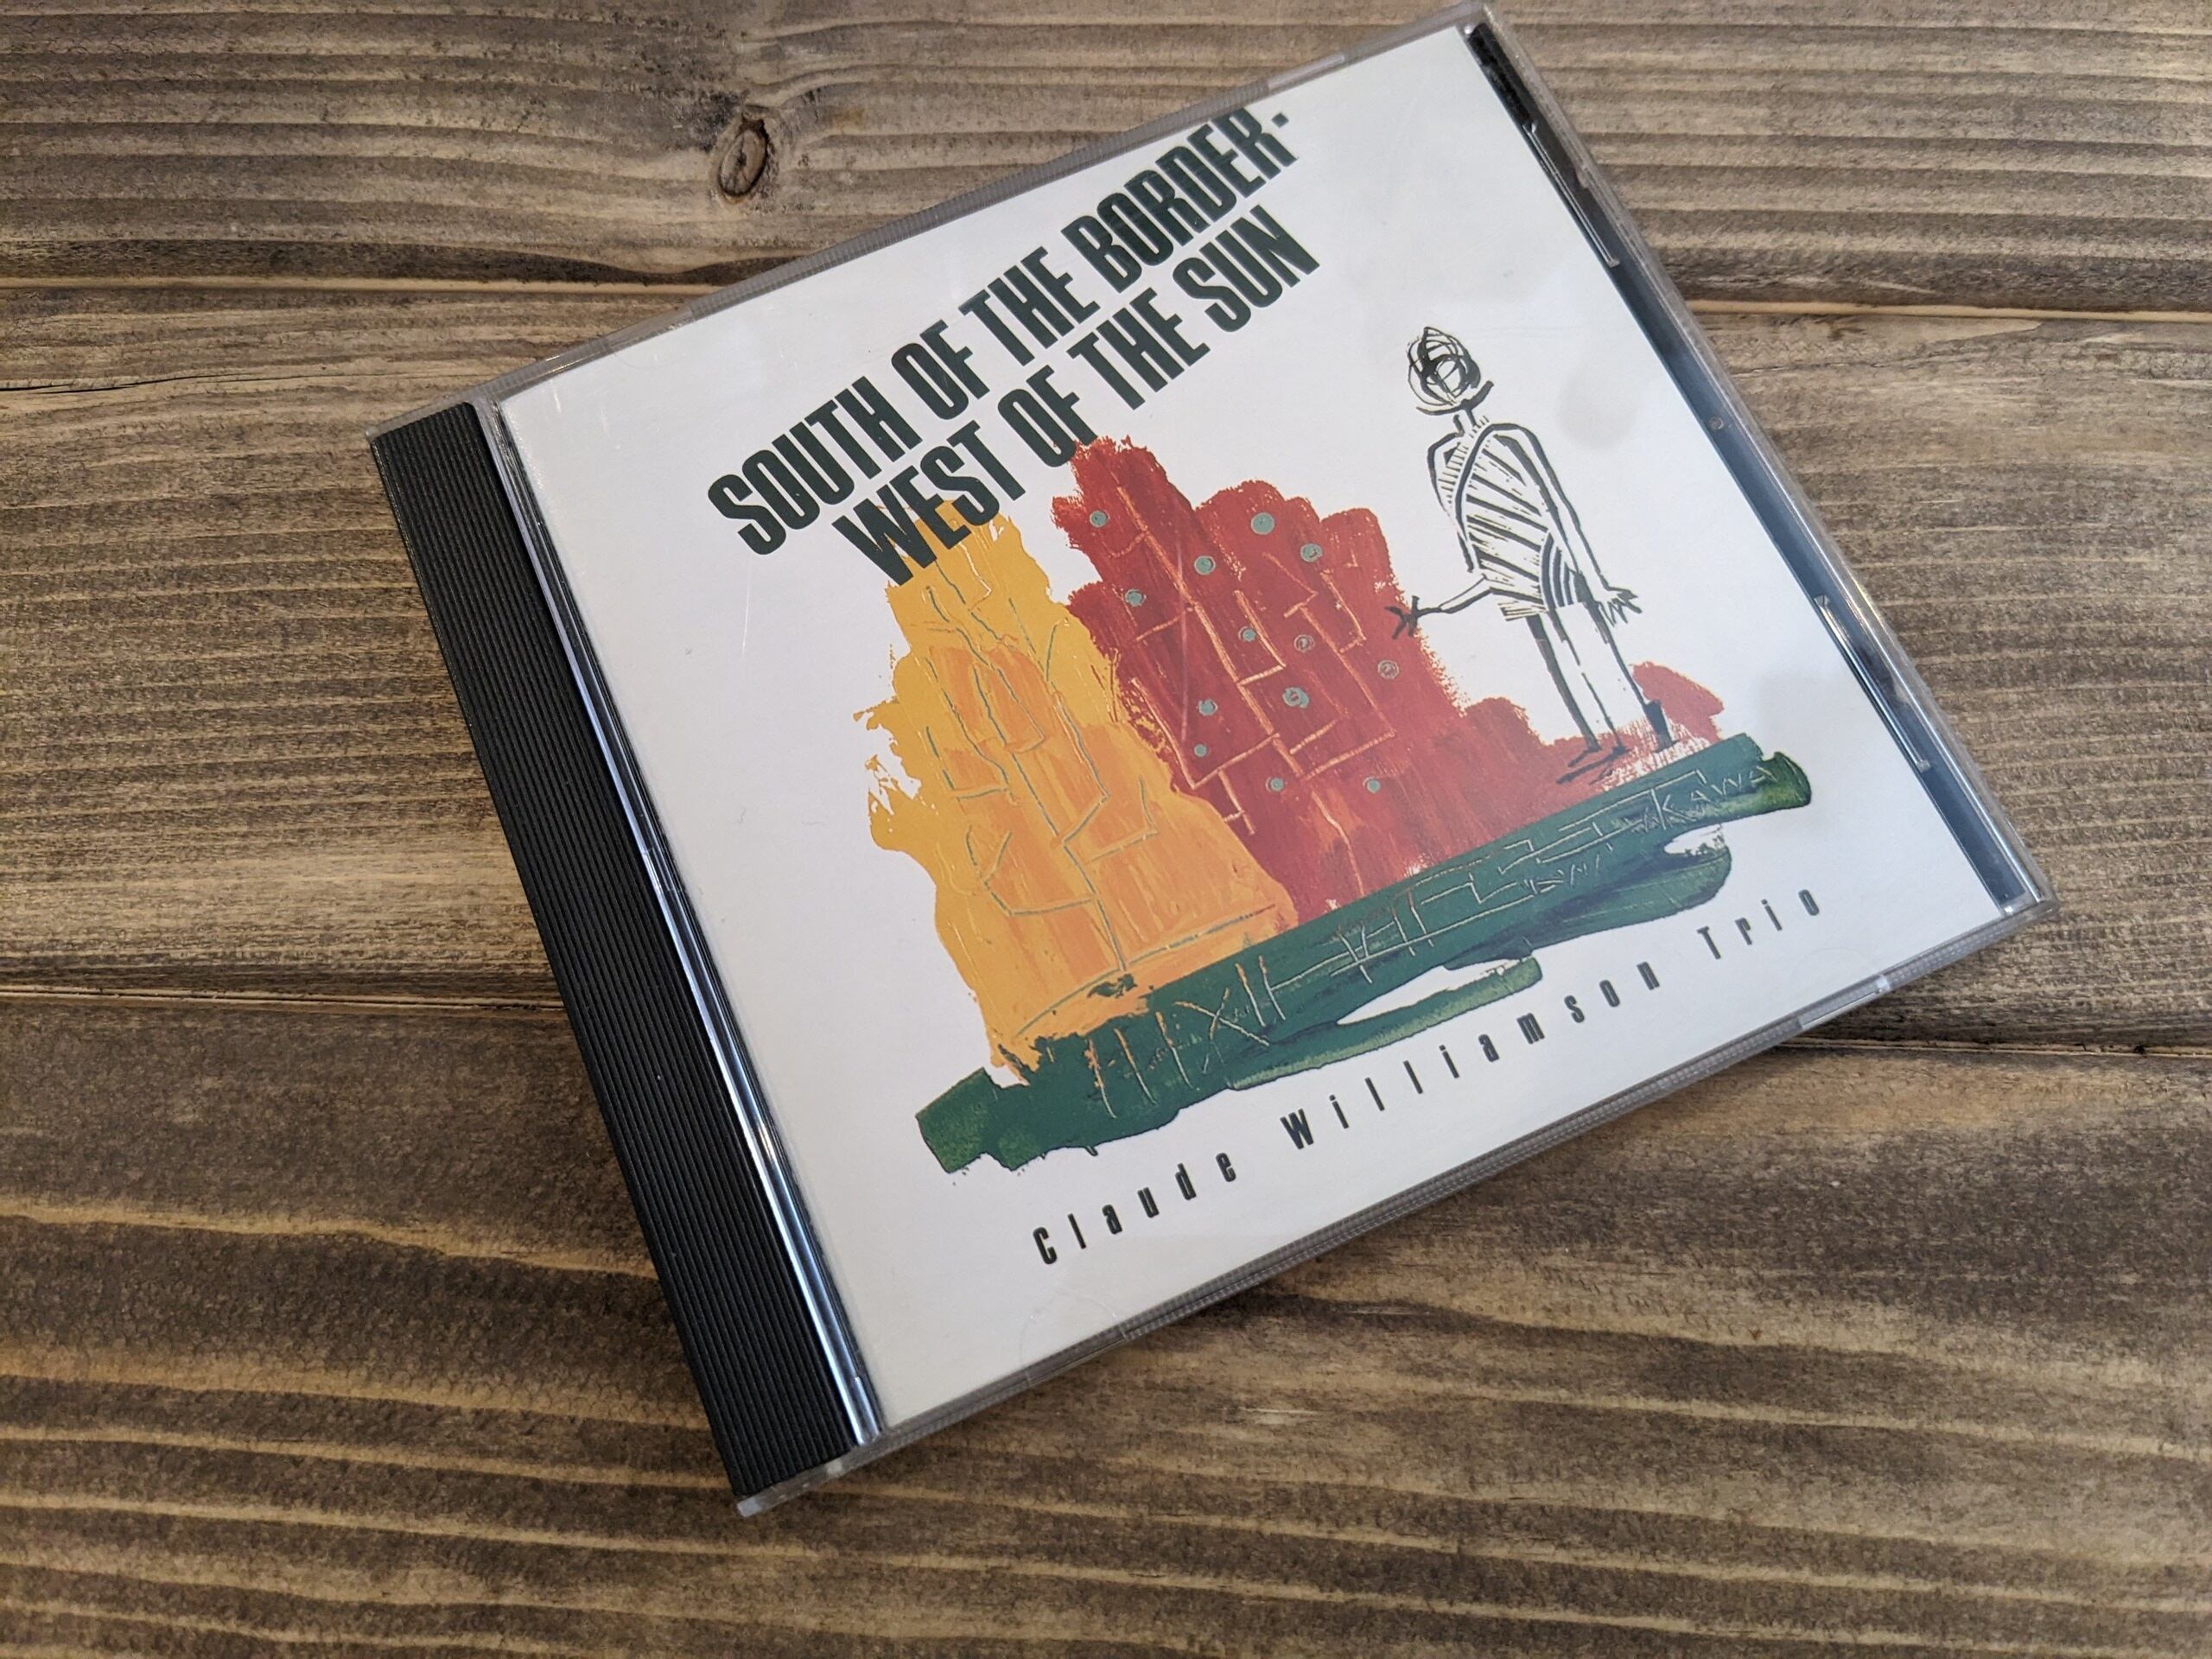 SOUTH OF THE BORDER·
WEST OF THE SUN
Claude Williamson Trio